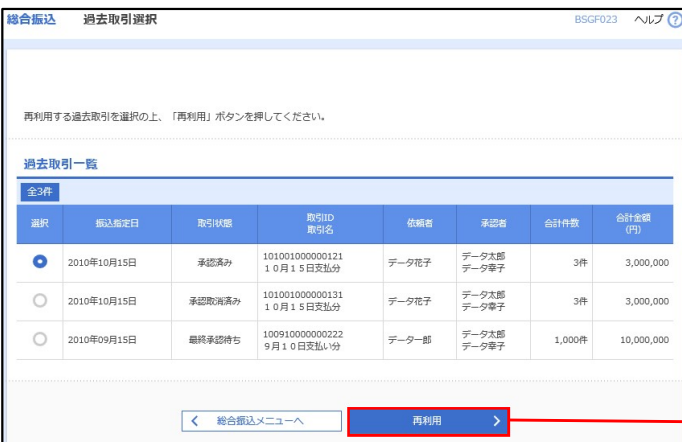 総合振込 過去取引選択 BSGF023 ヘルプ ?
再利用する過去取引を選択の上、「再利用」ボタンを押してください。
過去取引一覧
全3件
選択 振込指定日 取引状態 取引ID 取引名 依頼者 承認者 合計件数 合計金額 (円)
2010年10月15日 承認済み 101001000000121 データ花子 データ太郎 3件 3,000,000
10月15日支払分 データ幸子
2010年10月15日 承認取消済み 101001000000131 データ花子 データ太郎 3件 3,000,000
10月15日支払分 データ幸子
2010年09月15日 最終承認待ち 100910000000222 データ一郎 データ太郎 1,000件 10,000,000
9月10日支払い分 データ幸子
総合振込メニューへ 再利用